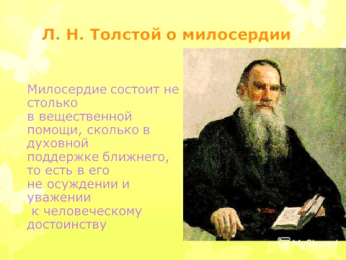 Л. Н. Толстой о милосердии
Милосердие состоит не
столько
в вещественной
помощи, сколько в
духовной
поддержке ближнего,
то есть в его
не осуждении и
уважении
к человеческому
достоинству
MyShared